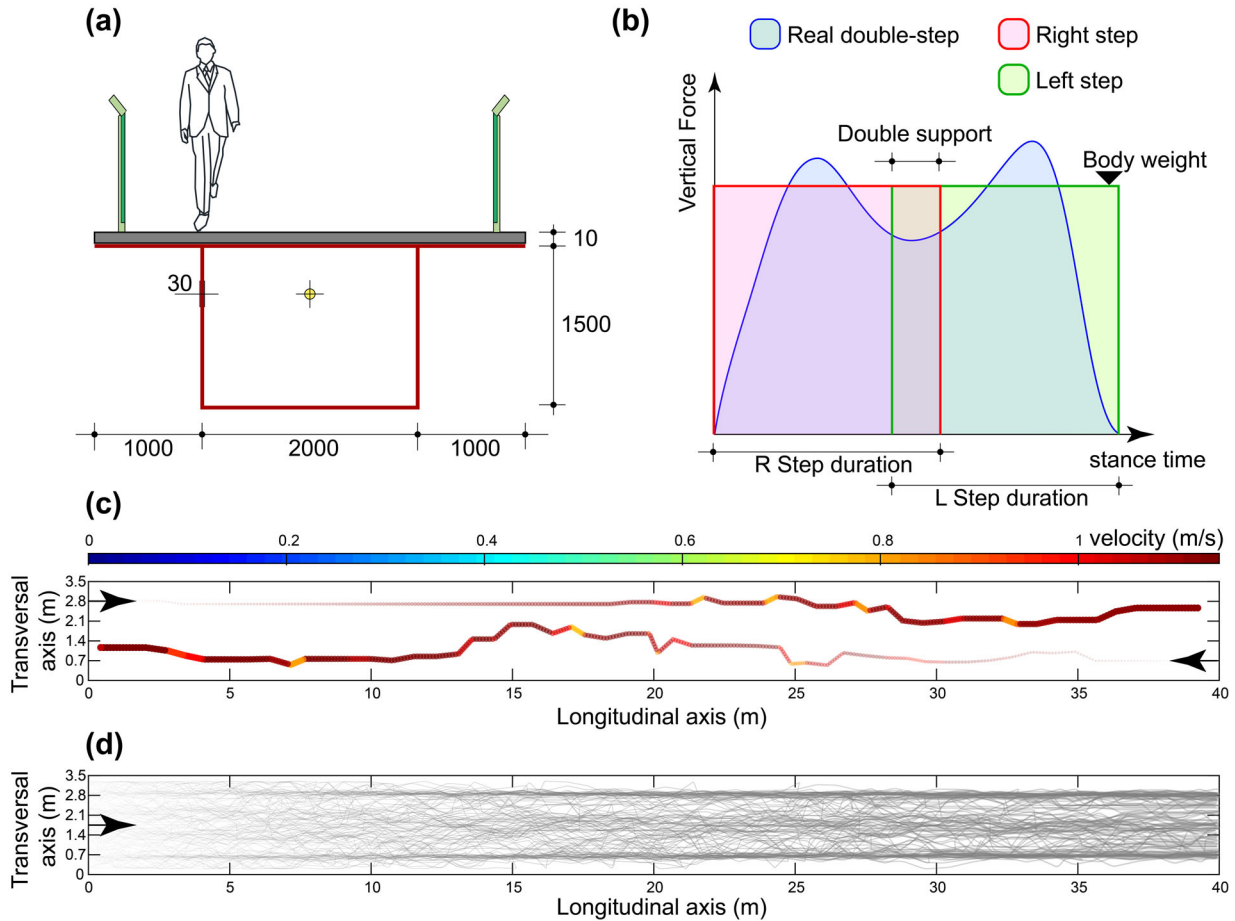 (a)
10
30
1500
1000 2000 1000
(b)
Real double-step
Right step
Left step
Vertical Force
Double support
Body weight
stance time
R Step duration
L Step duration
(c)
0 0.2 0.4 0.6 0.8 1 velocity (m/s)
Transversal
axis (m)
3.5
2.8
2.1
1.4
0.7
0
0 5 10 15 20 25 30 35 40
Longitudinal axis (m)
(d)
Transversal
axis (m)
3.5
2.8
2.1
1.4
0.7
0
0 5 10 15 20 25 30 35 40
Longitudinal axis (m)